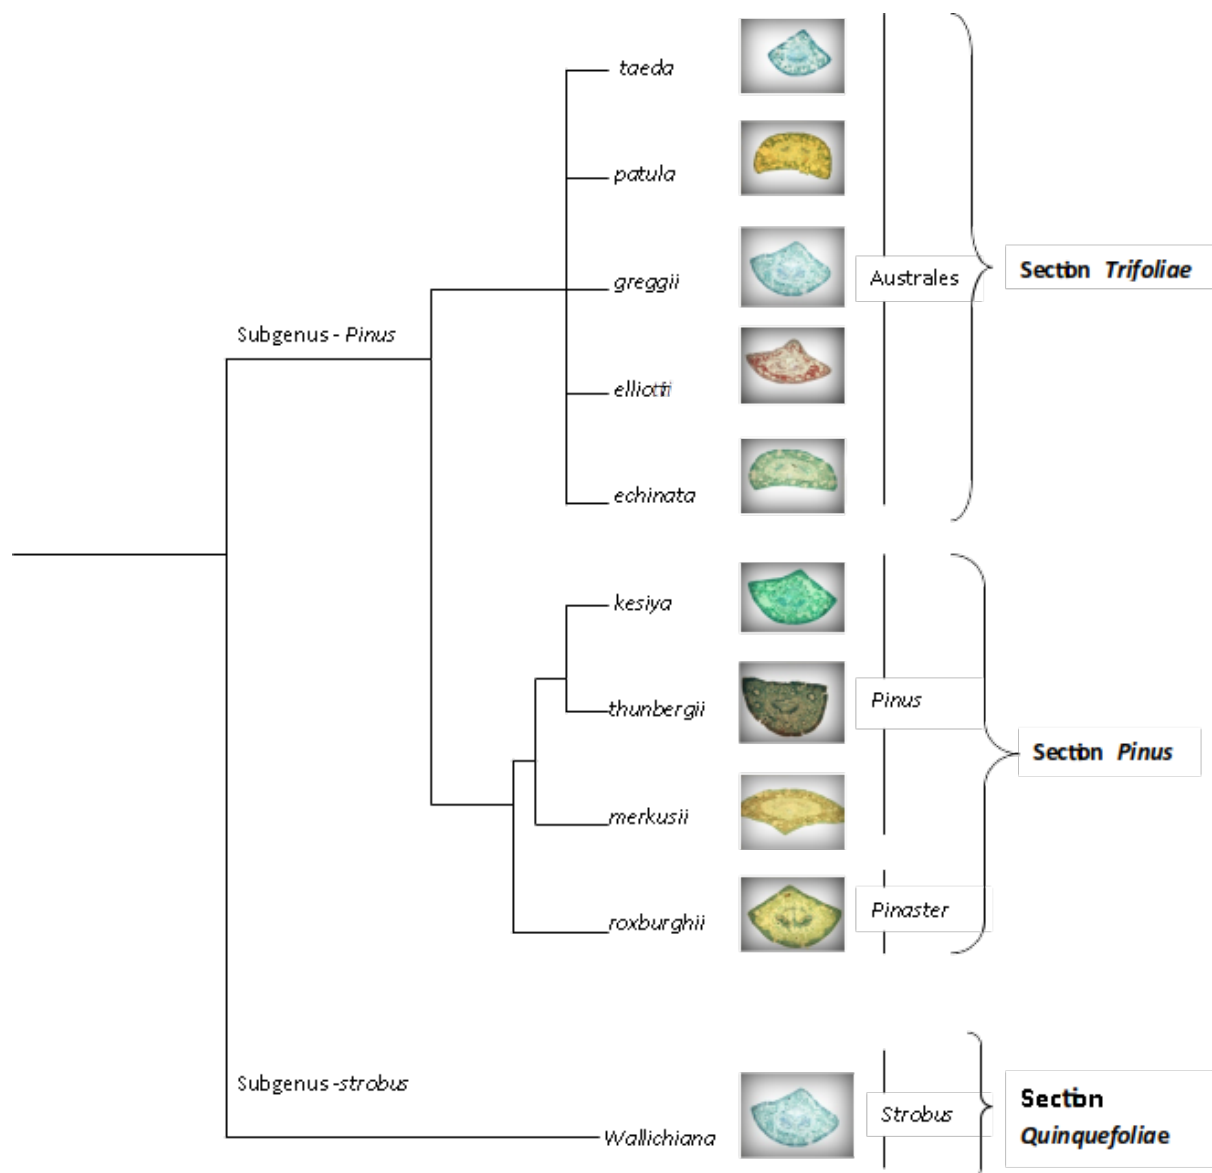 taeda
patula
greggii
Australes
Section Trifoliae
Subgenus - Pinus
elliottii
echinata
kesiya
thunbergii
Pinus
Section Pinus
merkusii
roxburghii
Pinaster
Subgenus -strobus
Strobus
Section
Quinquefoliae
Wallichiana